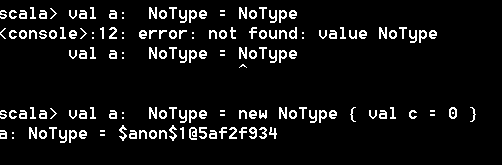 scala> val a:  NoType = NoType
<console>:12: error: not found: value NoType
       val a:  NoType = NoType
                        ^
scala> val a:  NoType = new NoType { val c = 0 }
a: NoType = $anon$1@5af2f934